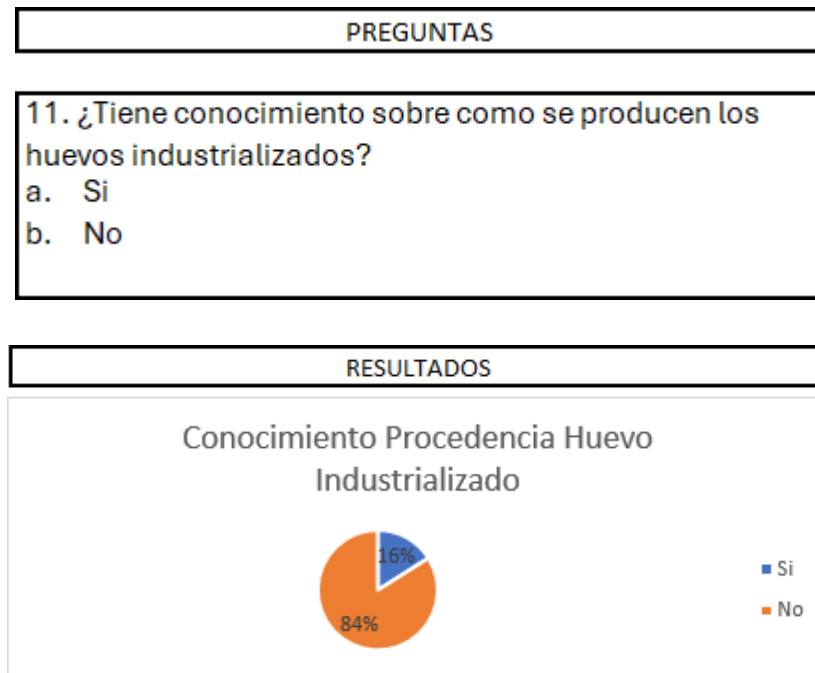 PREGUNTAS
11. ¿Tiene conocimiento sobre como se producen los
huevos industrializados?
a. Si
b. No
RESULTADOS
Conocimiento Procedencia Huevo
Industrializado
16%
84%
Si
No